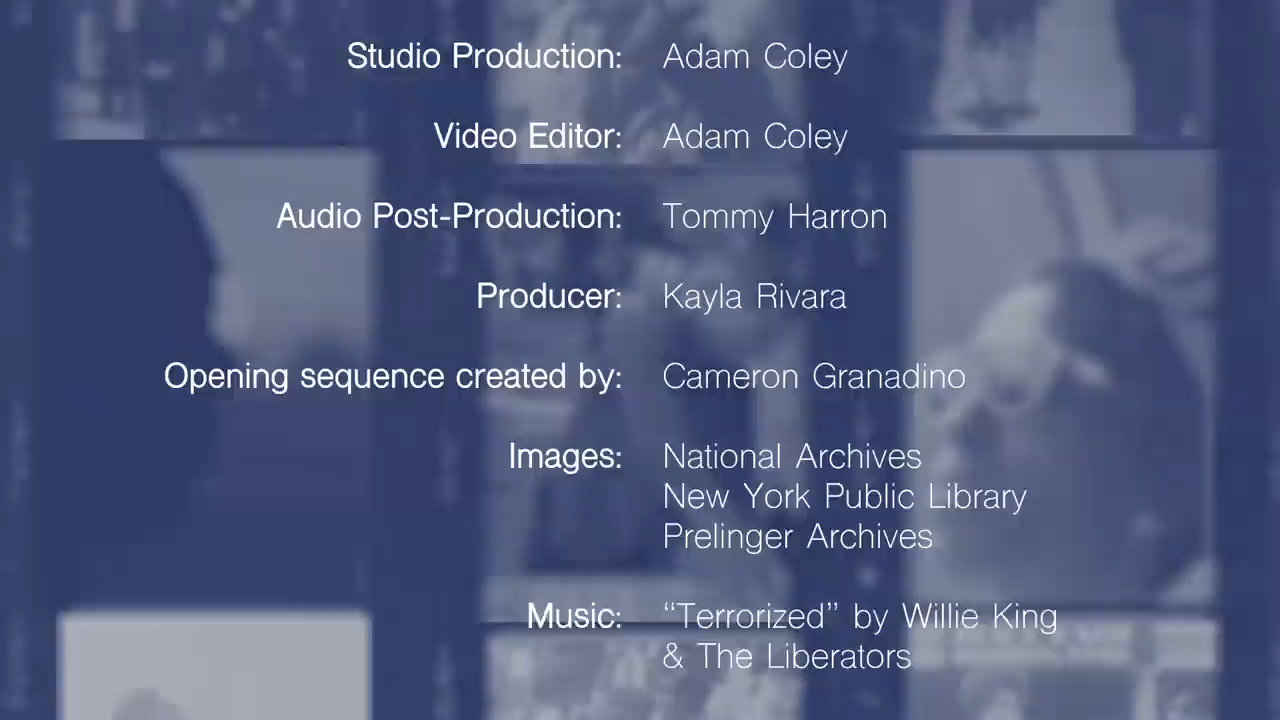 Studio Production: Adam Coley
Video Editor: Adam Coley
Audio Post-Production: Tommy Harron
Producer: Kayla Rivara
Opening sequence created by: Cameron Granadino
Images: National Archives
New York Public Library
Prelinger Archives
Music: “Terrorized” by Willie King
& The Liberators